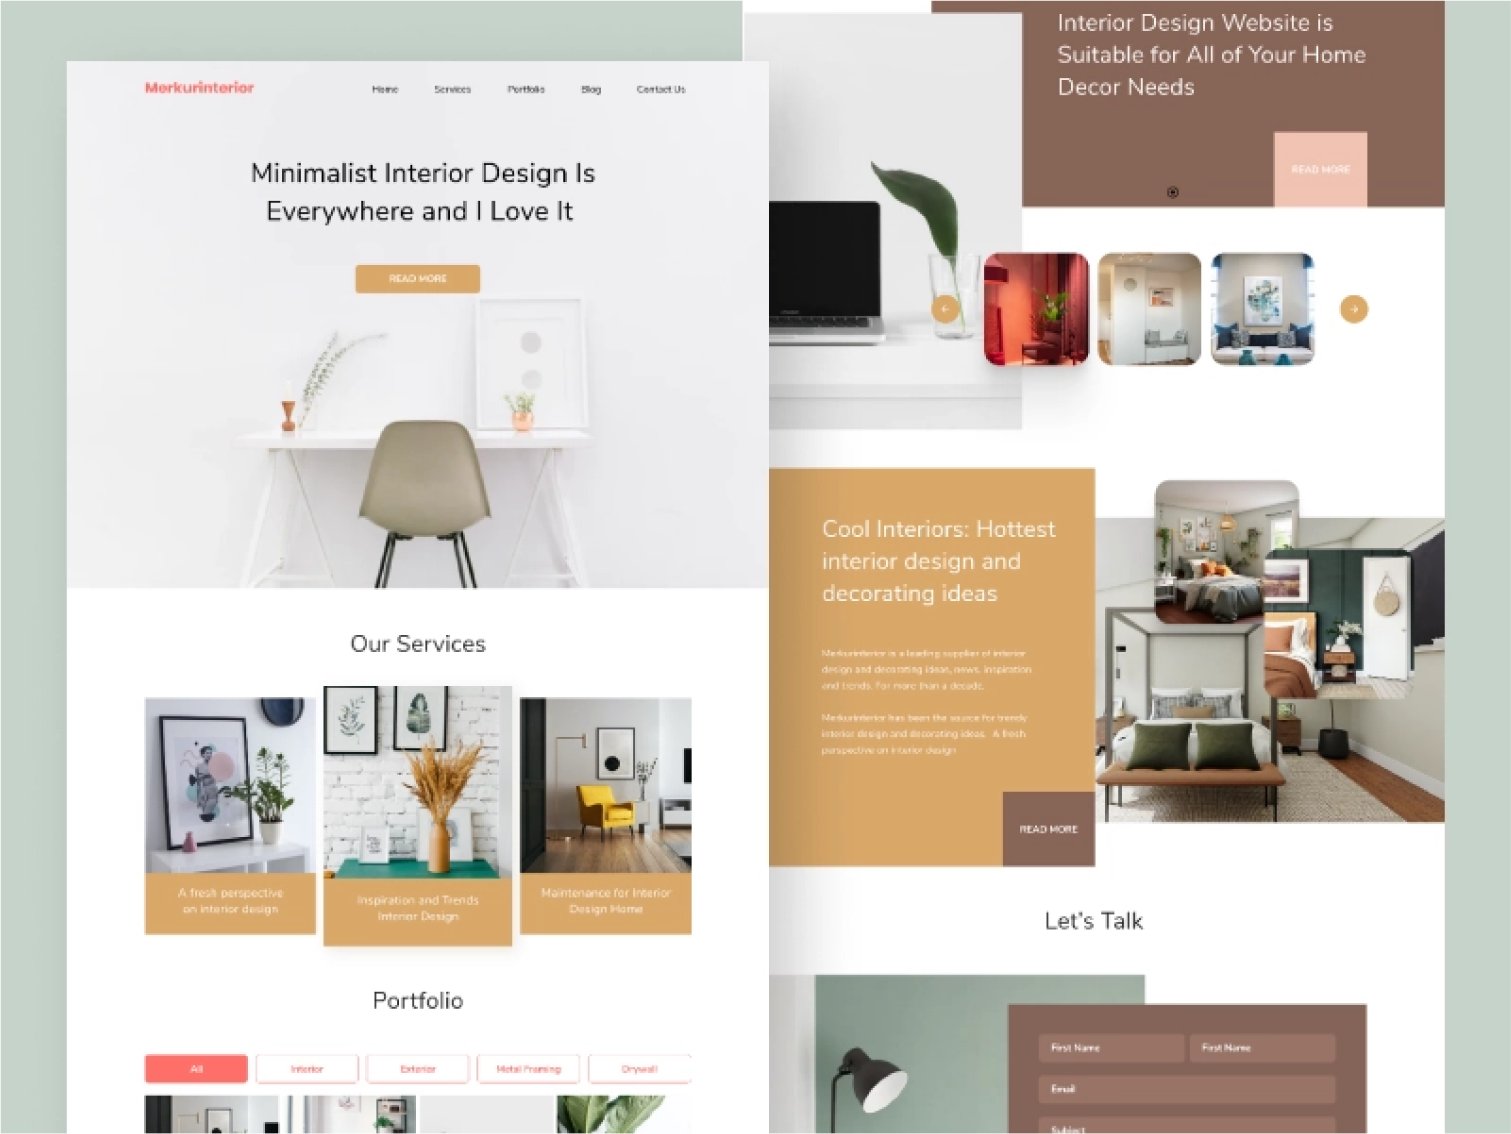 Merkurinterior
Home Services Portfolio Blog Contact Us
Minimalist Interior Design Is
Everywhere and I Love It
READ MORE
Our Services
A fresh perspective
on interior design
Inspiration and Trends
Interior Design
Maintenance for Interior
Design Home
Portfolio
All Interior Exterior Metal Framing Drywall
Interior Design Website is
Suitable for All of Your Home
Decor Needs
READ MORE
Cool Interiors: Hottest
interior design and
decorating ideas
Merkurinterior is a leading supplier of interior
design and decorating ideas, news, inspiration
and trends. For more than a decade,
Merkurinterior has been the source for trendy
interior design and decorating ideas. A fresh
perspective on interior design
READ MORE
Let's Talk
First Name First Name
Email
Subject